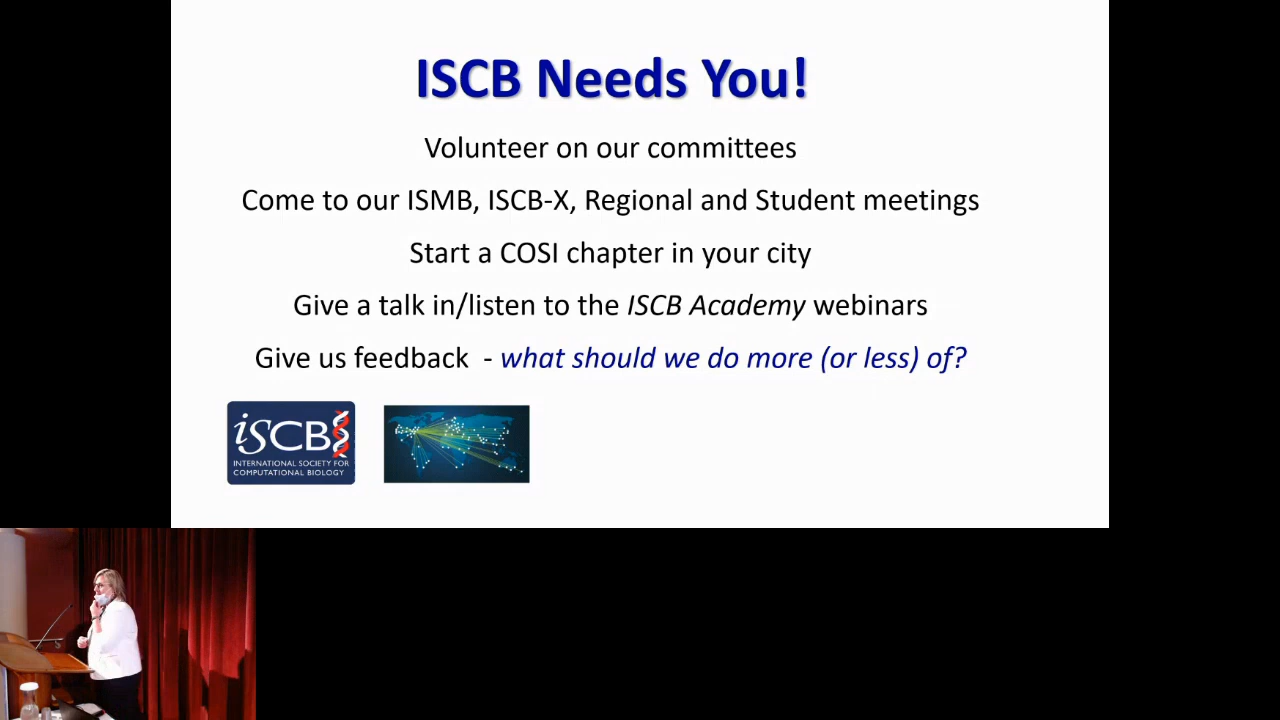 ISCB Needs You!
Volunteer on our committees
Come to our ISMB, ISCB-X, Regional and Student meetings
Start a COSI chapter in your city
Give a talk in/listen to the ISCB Academy webinars
Give us feedback - what should we do more (or less) of?
iSCB
INTERNATIONAL SOCIETY FOR
COMPUTATIONAL BIOLOGY